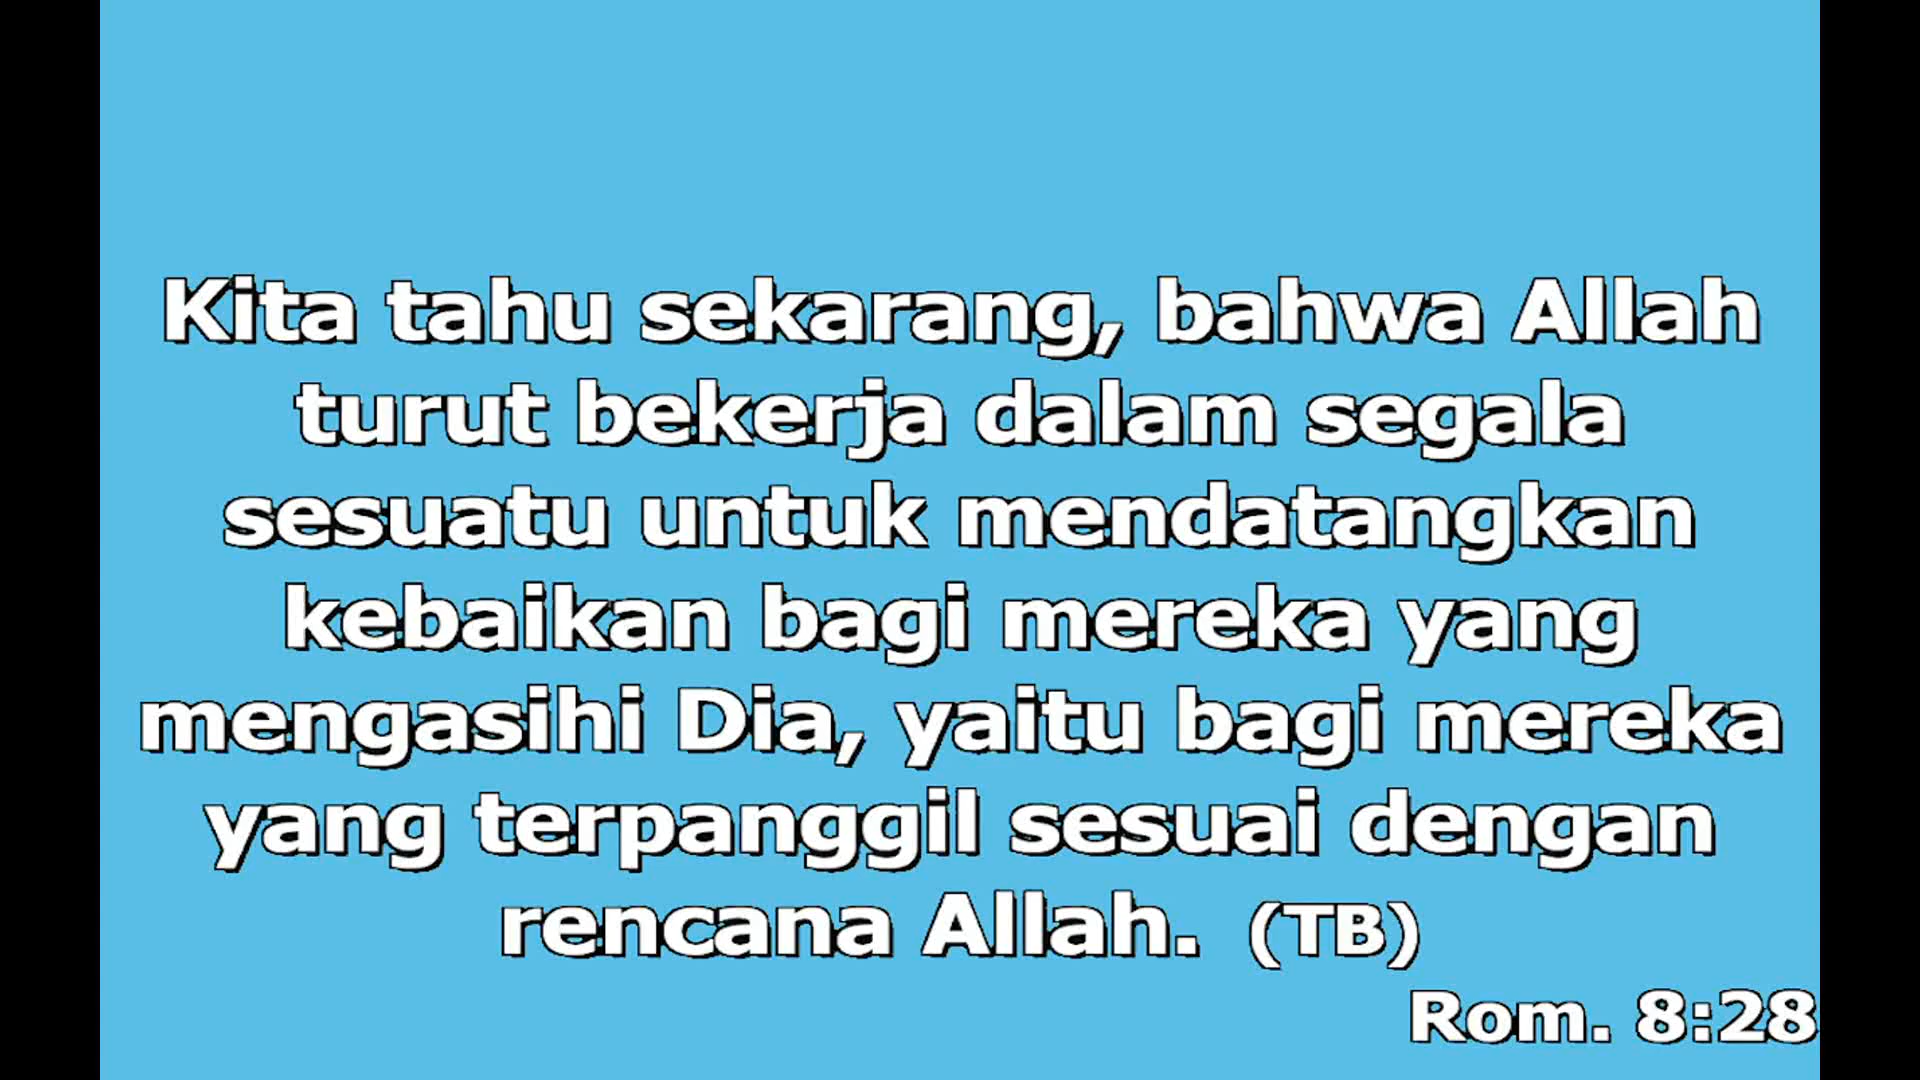 Kita tahu sekarang, bahwa Allah
turut bekerja dalam segala
sesuatu untuk mendatangkan
kebaikan bagi mereka yang
mengasihi Dia, yaitu bagi mereka
yang terpanggil sesuai dengan
rencana Allah. (TB)
Rom. 8:28